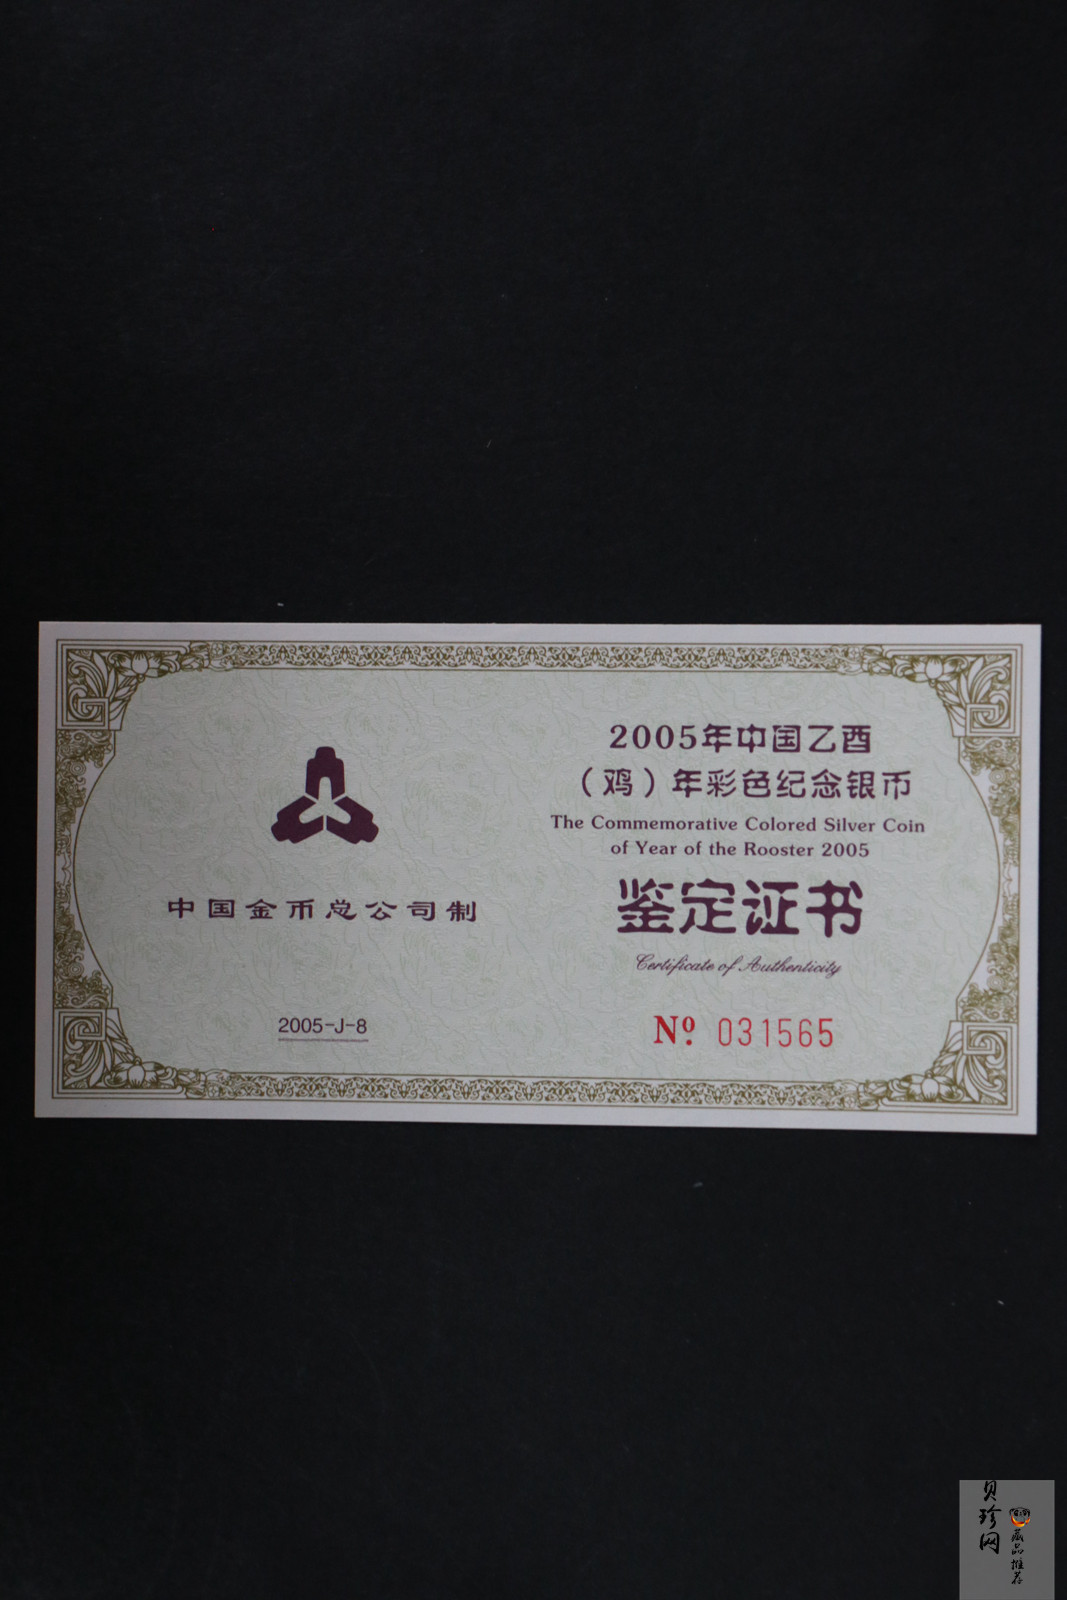 中国金币总公司制
2005-J-8
2005年中国乙酉
（鸡）年彩色纪念银币
The Commemorative Colored Silver Coin
of Year of the Rooster 2005
鉴定证书
Certificate of Authenticity
Nº. 031565
贝珍网
藏品推荐